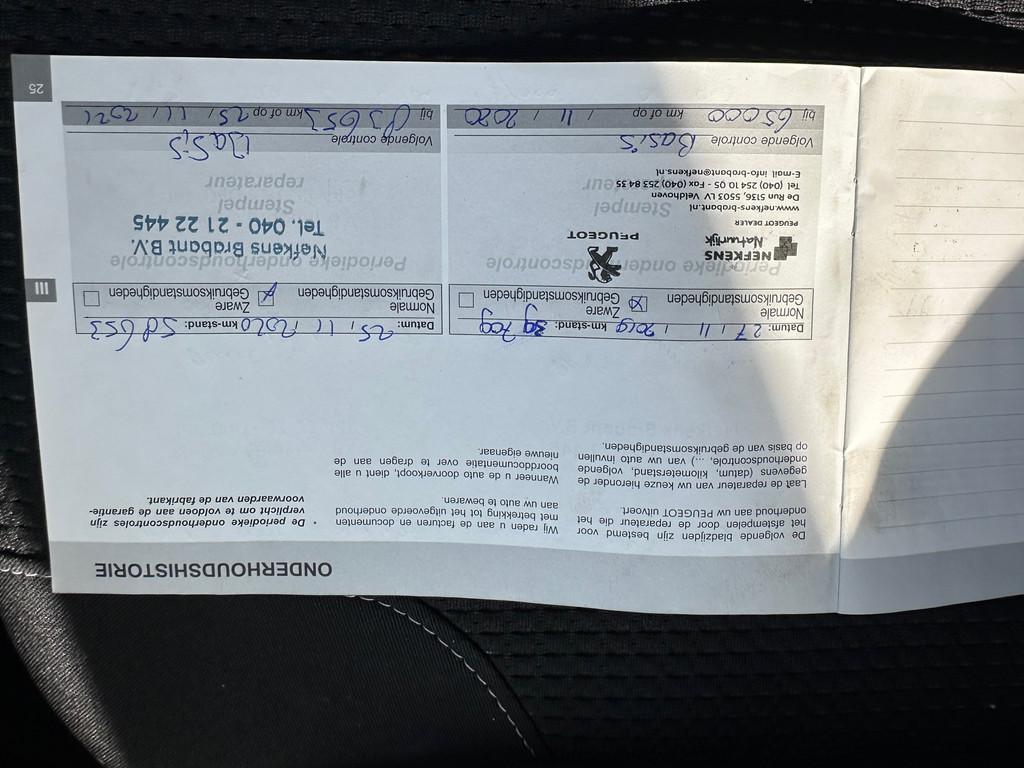 ONDERHOUDSHISTORIE
De volgende bladzijden zijn bestemd voor
het afstempelen door de reparateur die het
onderhoud aan uw PEUGEOT uitvoert.
Laat de reparateur van uw keuze hieronder de
gegevens (datum, kilometerstand, volgende
onderhoudscontrole, ...) van uw auto invullen
op basis van de gebruiksomstandigheden.
Wij raden u aan de facturen en documenten
met betrekking tot het uitgevoerde onderhoud
aan uw auto te bewaren.
Wanneer u de auto doorverkoopt, dient u alle
boorddocumentatie over te dragen aan de
nieuwe eigenaar.
• De periodieke onderhoudscontroles zijn
verplicht om te voldoen aan de garantie-
voorwaarden van de fabrikant.
Datum: 27 / 11 / 2019 km-stand:
Normale
Gebruiksomstandigheden
Zware
Gebruiksomstandigheden
Periodieke onderhoudscontrole
NEFKENS
Natuurlijk
PEUGEOT
PEUGEOT DEALER
Stempel
reparateur
www.nefkens-brabant.nl
De Run 5136, 5503 LV Veldhoven
Tel (040) 254 10 05 - Fax (040) 253 84 35
E-mail info-brabant@nefkens.nl
Volgende controle Basis
bij 65000 km of op / 11 / 2020
Datum: 25 / 11 / 2020 km-stand: 58653
Normale
Gebruiksomstandigheden
Zware
Gebruiksomstandigheden
Periodieke onderhoudscontrole
Nefkens Brabant B.V.
Tel. 040 - 21 22 445
Stempel
reparateur
Volgende controle Basis
bij 83653 km of op 25 / 11 / 2021
III
25